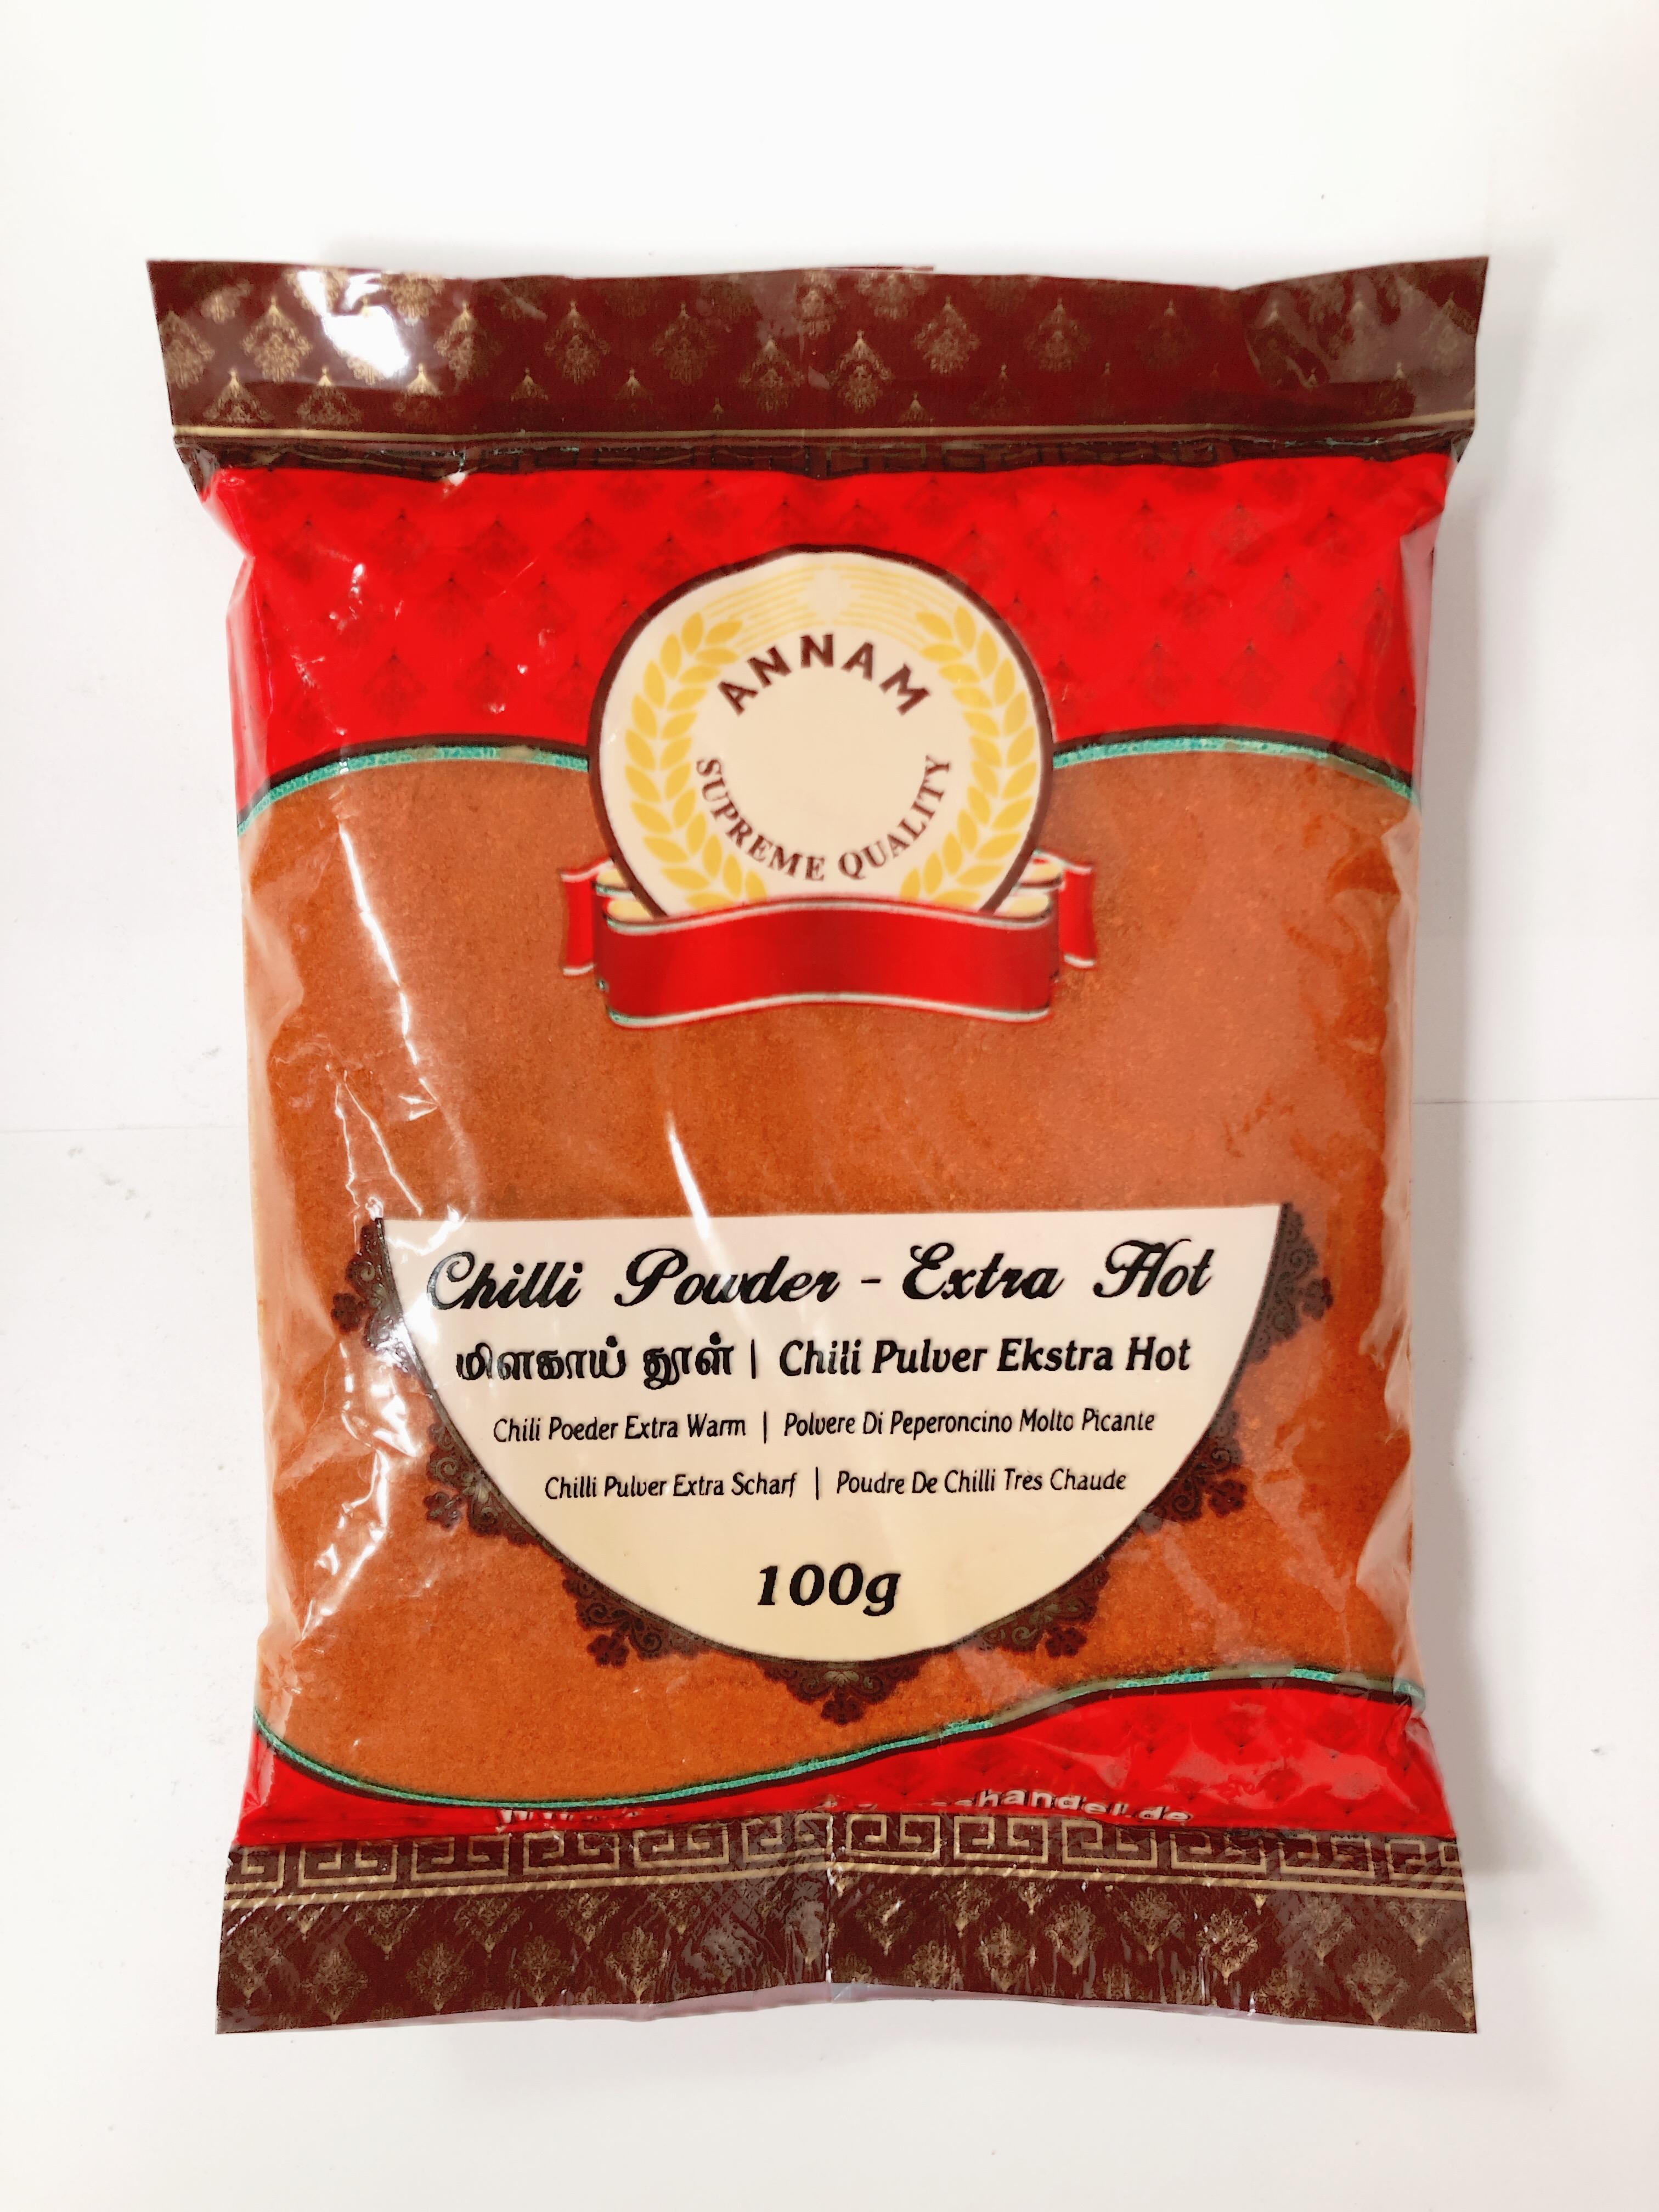 ANNAM
SUPREME QUALITY
Chilli Powder - Extra Hot
மிளகாய் தூள் | Chili Pulver Ekstra Hot
Chili Poeder Extra Warm | Polvere Di Peperoncino Molto Picante
Chilli Pulver Extra Scharf | Poudre De Chilli Très Chaude
100g